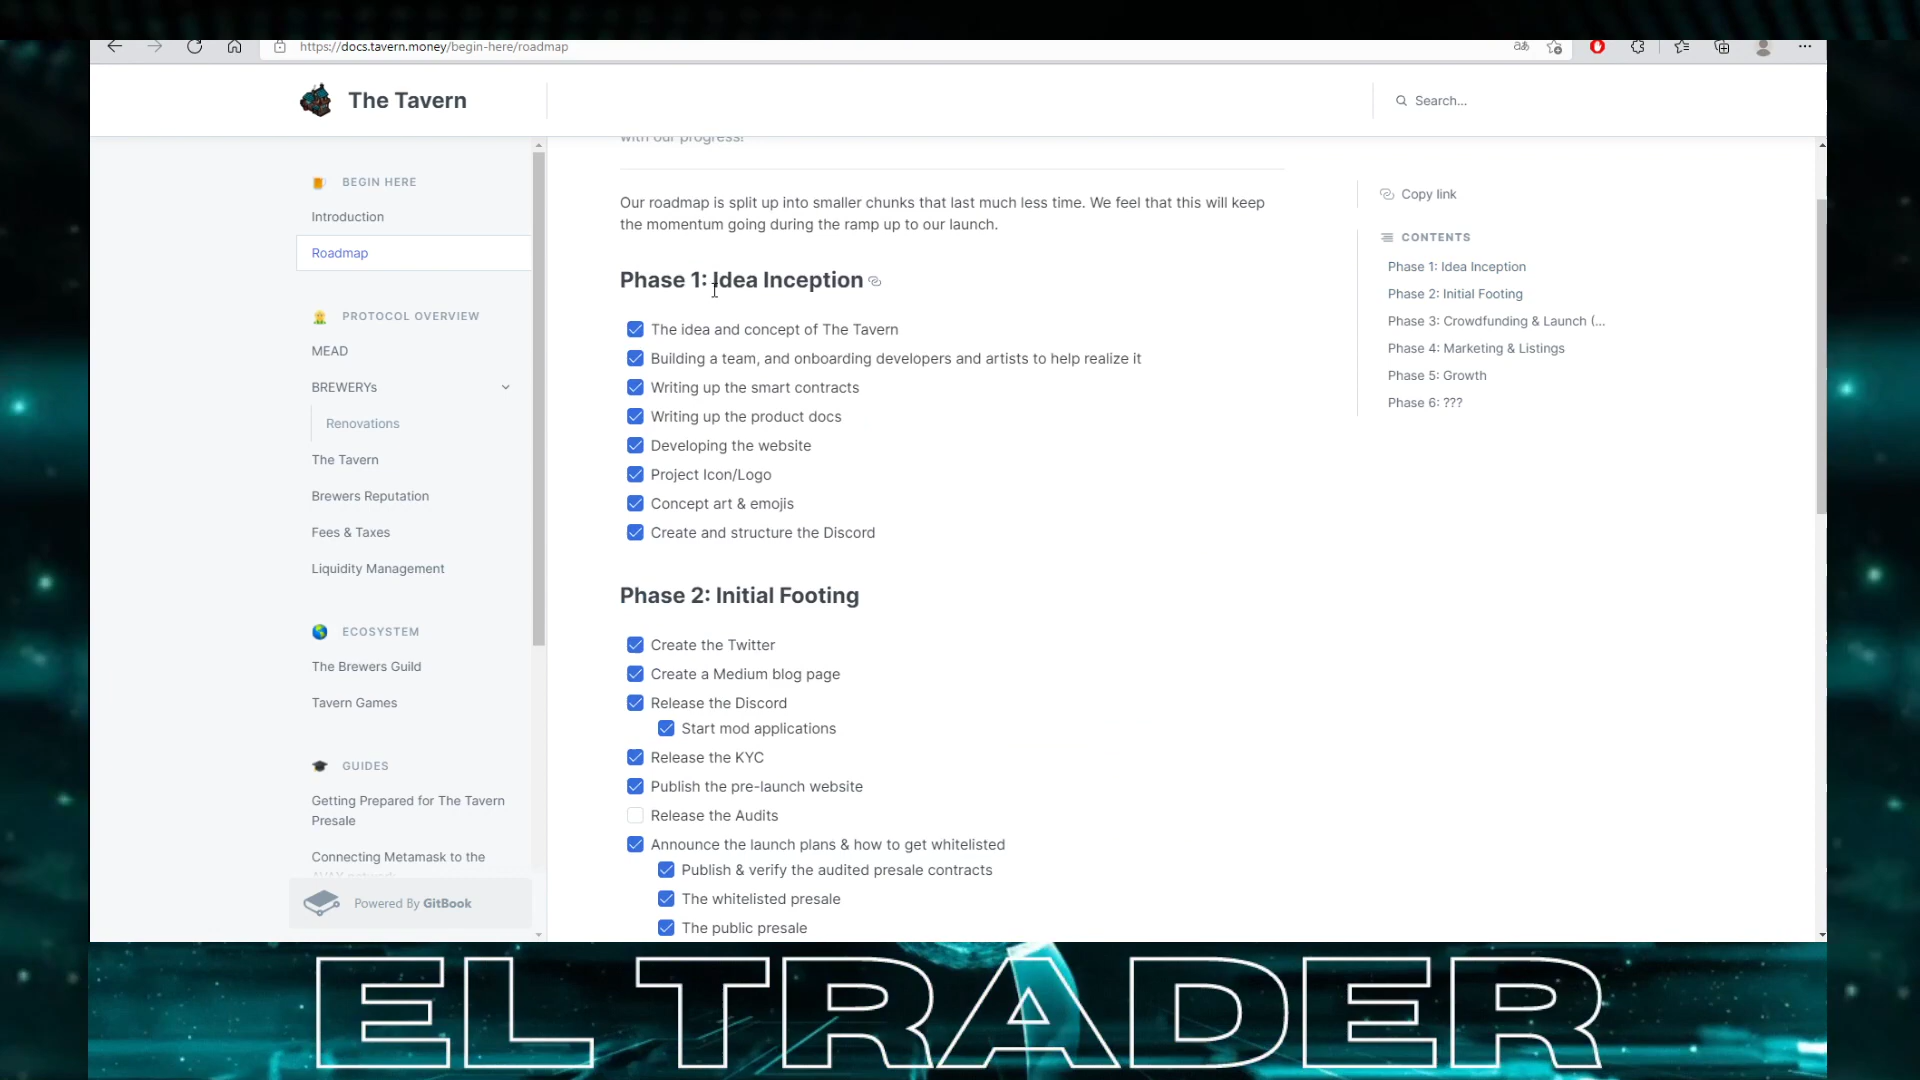 https://docs.tavern.money/begin-here/roadmap
The Tavern
Search...
BEGIN HERE
Introduction
Roadmap
PROTOCOL OVERVIEW
MEAD
BREWERYs
Renovations
The Tavern
Brewers Reputation
Fees & Taxes
Liquidity Management
ECOSYSTEM
The Brewers Guild
Tavern Games
GUIDES
Getting Prepared for The Tavern
Presale
Connecting Metamask to the
AVAX network
Powered By GitBook
with our progress!
Our roadmap is split up into smaller chunks that last much less time. We feel that this will keep
the momentum going during the ramp up to our launch.
Phase 1: Idea Inception
The idea and concept of The Tavern
Building a team, and onboarding developers and artists to help realize it
Writing up the smart contracts
Writing up the product docs
Developing the website
Project Icon/Logo
Concept art & emojis
Create and structure the Discord
Phase 2: Initial Footing
Create the Twitter
Create a Medium blog page
Release the Discord
Start mod applications
Release the KYC
Publish the pre-launch website
Release the Audits
Announce the launch plans & how to get whitelisted
Publish & verify the audited presale contracts
The whitelisted presale
The public presale
Copy link
CONTENTS
Phase 1: Idea Inception
Phase 2: Initial Footing
Phase 3: Crowdfunding & Launch (...
Phase 4: Marketing & Listings
Phase 5: Growth
Phase 6: ???
EL TRADER